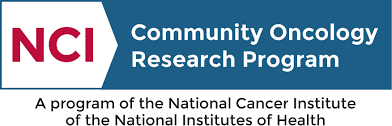 NCI
Community Oncology
Research Program
A program of the National Cancer Institute
of the National Institutes of Health